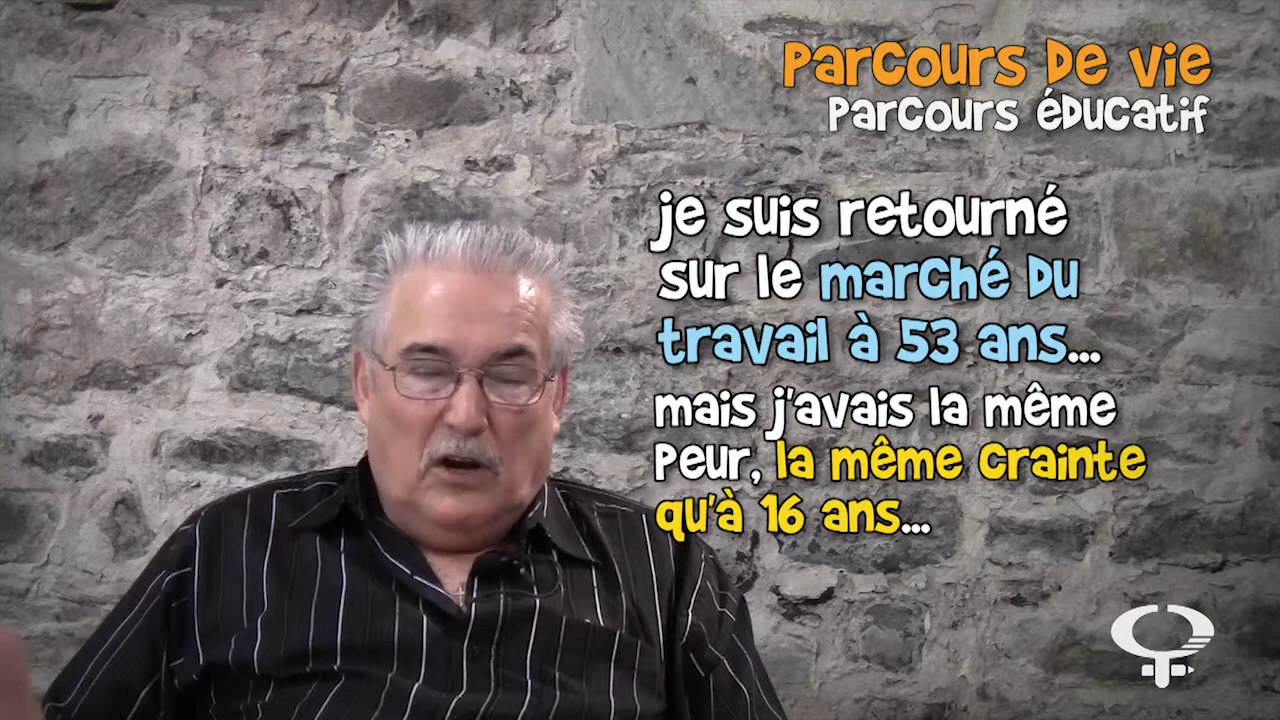 Parcours de vie
Parcours éducatif
je suis retourné
sur le marché du
travail à 53 ans...
mais j'avais la même
peur, la même crainte
qu'à 16 ans...